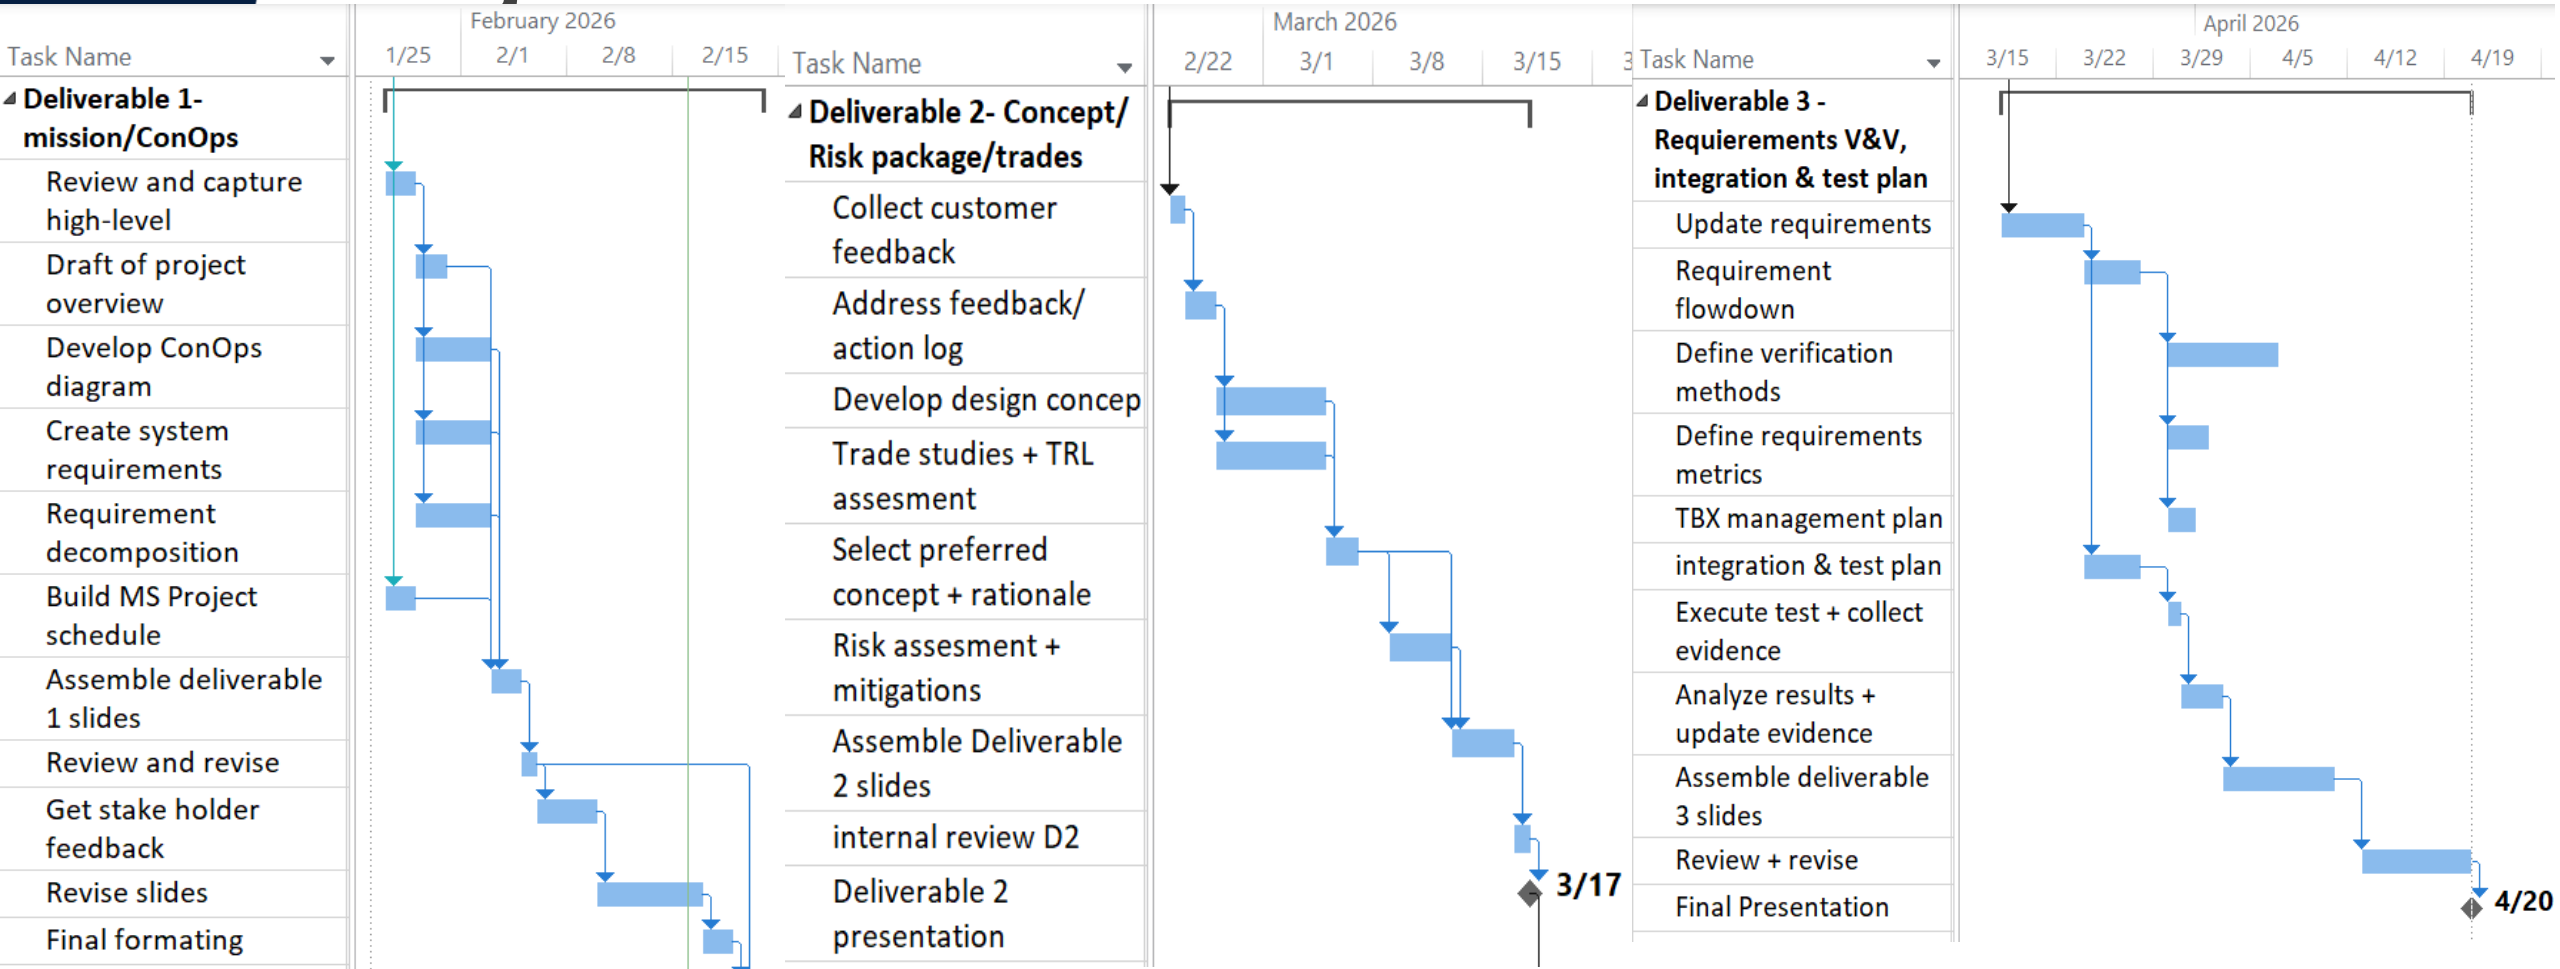 February 2026
Task Name
1/25 2/1 2/8 2/15
Deliverable 1-
mission/ConOps
Review and capture
high-level
Draft of project
overview
Develop ConOps
diagram
Create system
requirements
Requirement
decomposition
Build MS Project
schedule
Assemble deliverable
1 slides
Review and revise
Get stake holder
feedback
Revise slides
Final formating
March 2026
Task Name
2/22 3/1 3/8 3/15 3
Deliverable 2- Concept/
Risk package/trades
Collect customer
feedback
Address feedback/
action log
Develop design concep
Trade studies + TRL
assesment
Select preferred
concept + rationale
Risk assesment +
mitigations
Assemble Deliverable
2 slides
internal review D2
Deliverable 2
presentation
3/17
April 2026
Task Name
3/15 3/22 3/29 4/5 4/12 4/19
Deliverable 3 -
Requierements V&V,
integration & test plan
Update requirements
Requirement
flowdown
Define verification
methods
Define requirements
metrics
TBX management plan
integration & test plan
Execute test + collect
evidence
Analyze results +
update evidence
Assemble deliverable
3 slides
Review + revise
Final Presentation
4/20